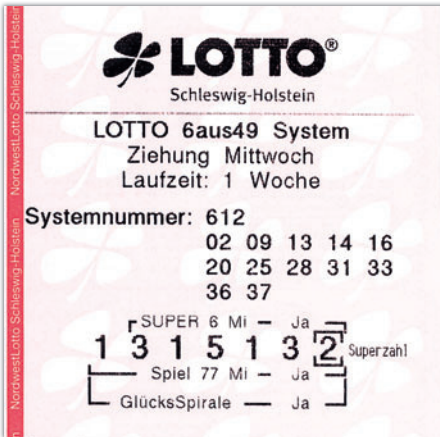 LOTTO®
Schleswig-Holstein
LOTTO 6aus49 System
Ziehung Mittwoch
Laufzeit: 1 Woche
Systemnummer: 612
02 09 13 14 16
20 25 28 31 33
36 37
SUPER 6 Mi – Ja
1 3 1 5 1 3 2 Superzahl
Spiel 77 Mi – Ja
GlücksSpirale – Ja
NordwestLotto Schleswig-Holstein NordwestLotto Schleswig-Holstein